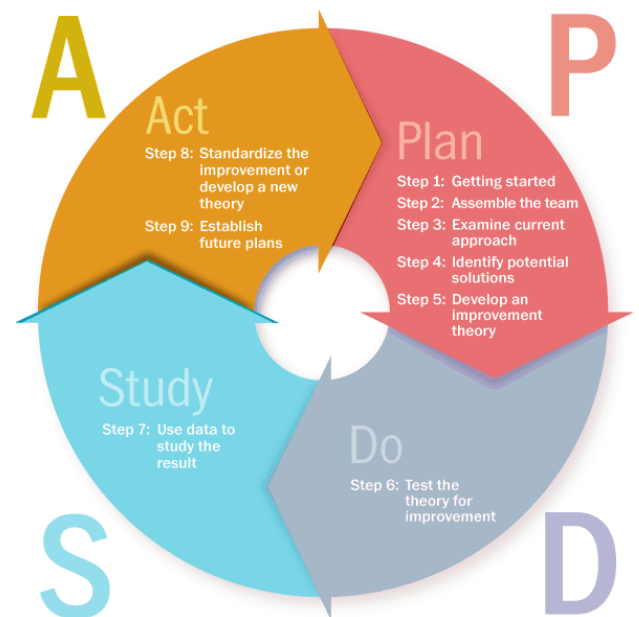 A
P
Act
Step 8: Standardize the
improvement or
develop a new
theory
Step 9: Establish
future plans
Plan
Step 1: Getting started
Step 2: Assemble the team
Step 3: Examine current
approach
Step 4: Identify potential
solutions
Step 5: Develop an
improvement
theory
Study
Step 7: Use data to
study the
result
Do
Step 6: Test the
theory for
improvement
S
D